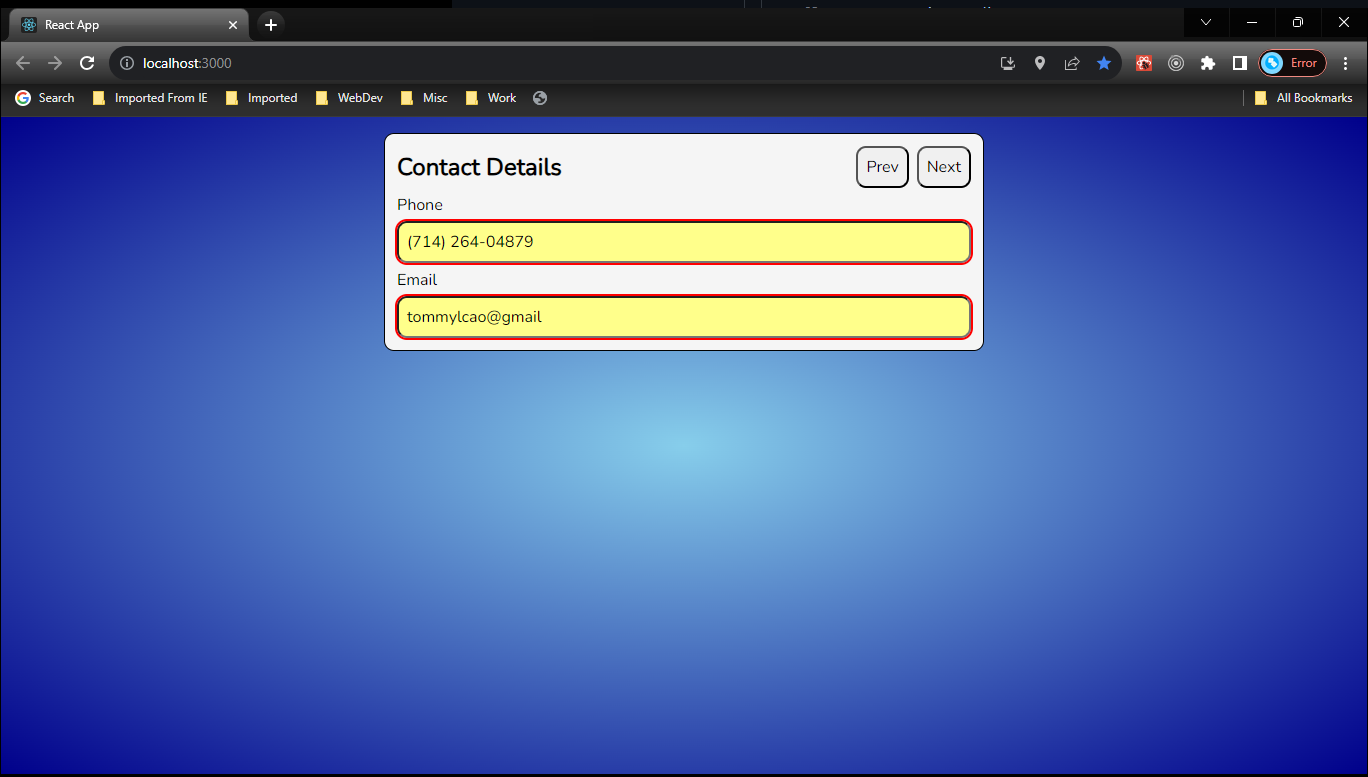 React App
localhost:3000
Error
Search Imported From IE Imported WebDev Misc Work All Bookmarks
Contact Details Prev Next
Phone
(714) 264-04879
Email
tommylcao@gmail